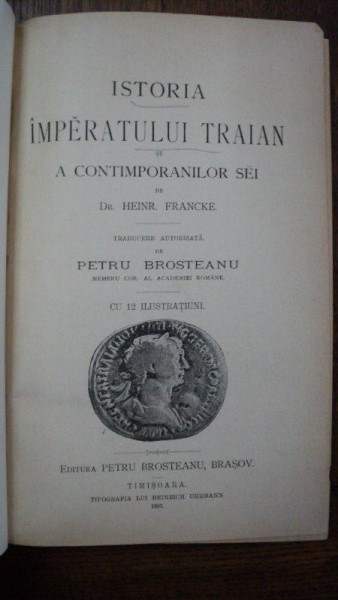 ISTORIA
ÎMPĔRATULUI TRAIAN
ȘI
A CONTIMPORANILOR SĔI
DE
DR. HEINR. FRANCKE.
TRADUCERE AUTORISATĂ
DE
PETRU BROSTEANU
MEMBRU COR. AL ACADEMIEI ROMÂNE.
CU 12 ILUSTRAȚIUNI.
EDITURA PETRU BROSTEANU, BRAȘOV.
TIMIȘOARA.
TIPOGRAFIA LUI HEINRICH UHRMANN